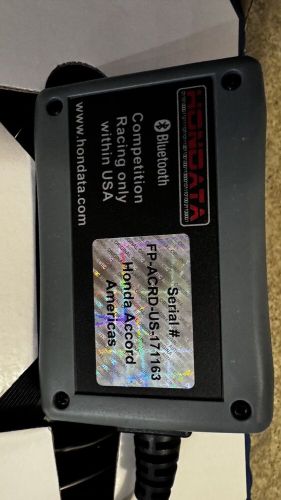 HONDATA
Bluetooth
Competition
Racing only
within USA
www.hondata.com
Serial #
FP-ACRD-US-171163
Honda Accord
Americas